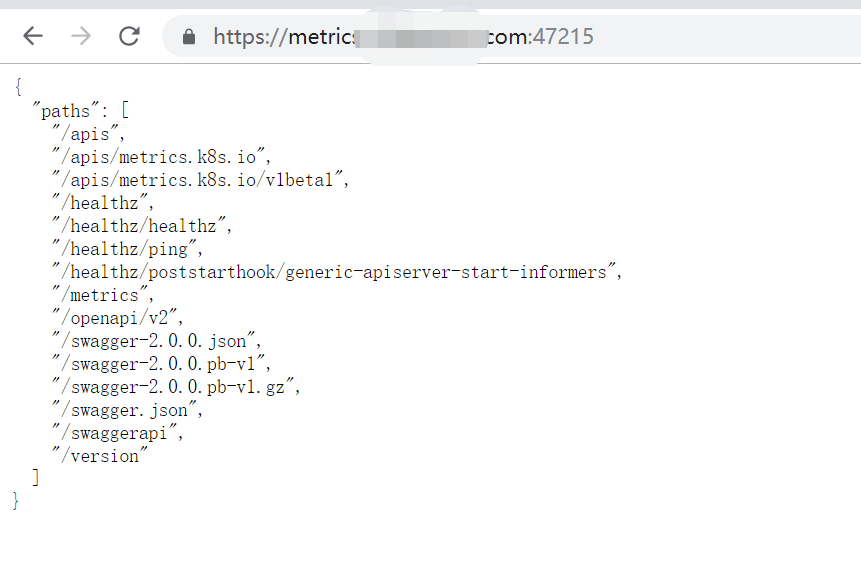 https://metrics com:47215
{
"paths": [
"/apis",
"/apis/metrics.k8s.io",
"/apis/metrics.k8s.io/v1beta1",
"/healthz",
"/healthz/healthz",
"/healthz/ping",
"/healthz/poststarthook/generic-apiserver-start-informers",
"/metrics",
"/openapi/v2",
"/swagger-2.0.0.json",
"/swagger-2.0.0.pb-v1",
"/swagger-2.0.0.pb-v1.gz",
"/swagger.json",
"/swaggerapi",
"/version"
]
}